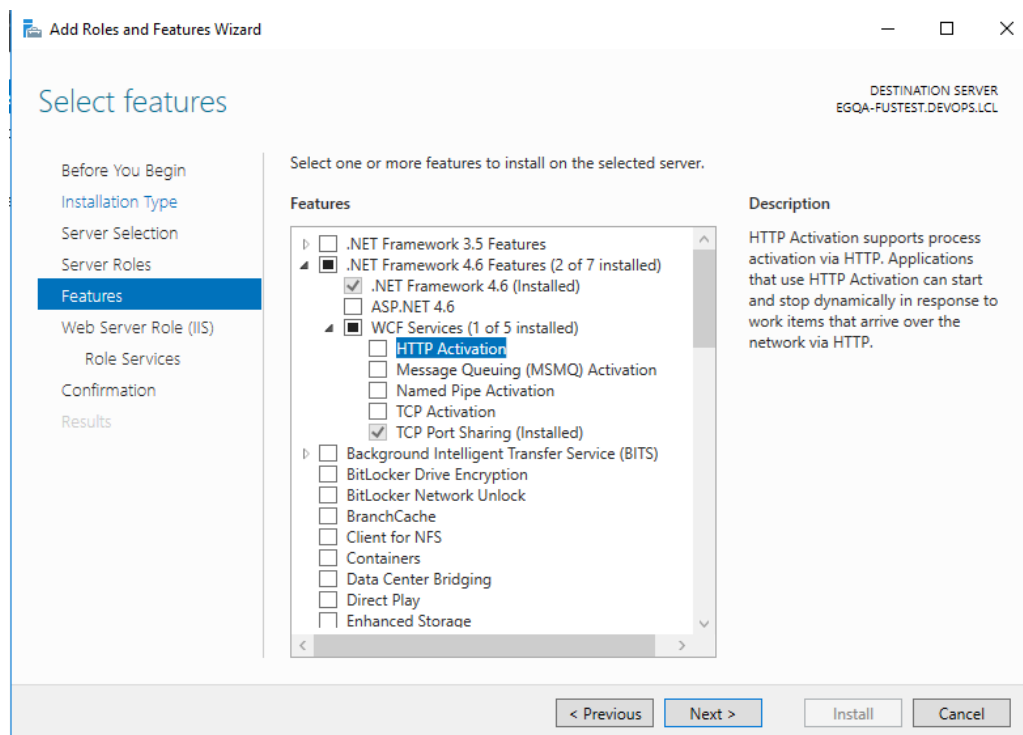 Add Roles and Features Wizard
Select features
DESTINATION SERVER
EGQA-FUSTEST.DEVOPS.LCL
Before You Begin
Installation Type
Server Selection
Server Roles
Features
Web Server Role (IIS)
Role Services
Confirmation
Results
Select one or more features to install on the selected server.
Features
.NET Framework 3.5 Features
.NET Framework 4.6 Features (2 of 7 installed)
.NET Framework 4.6 (Installed)
ASP.NET 4.6
WCF Services (1 of 5 installed)
HTTP Activation
Message Queuing (MSMQ) Activation
Named Pipe Activation
TCP Activation
TCP Port Sharing (Installed)
Background Intelligent Transfer Service (BITS)
BitLocker Drive Encryption
BitLocker Network Unlock
BranchCache
Client for NFS
Containers
Data Center Bridging
Direct Play
Enhanced Storage
Description
HTTP Activation supports process
activation via HTTP. Applications
that use HTTP Activation can start
and stop dynamically in response to
work items that arrive over the
network via HTTP.
< Previous
Next >
Install
Cancel